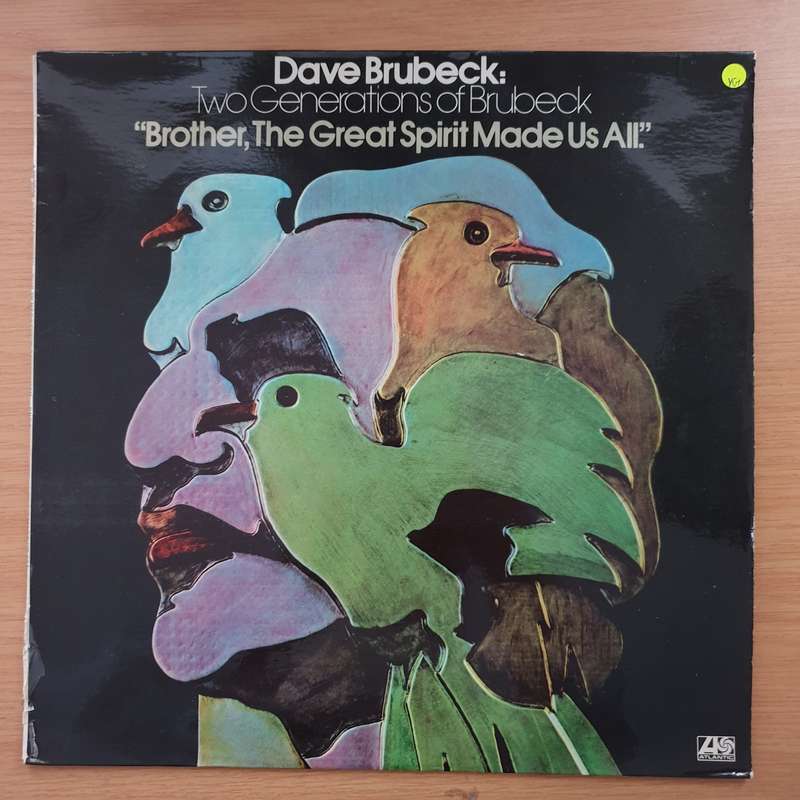 Dave Brubeck:
Two Generations of Brubeck
“Brother, The Great Spirit Made Us All.”
VG+
ATLANTIC